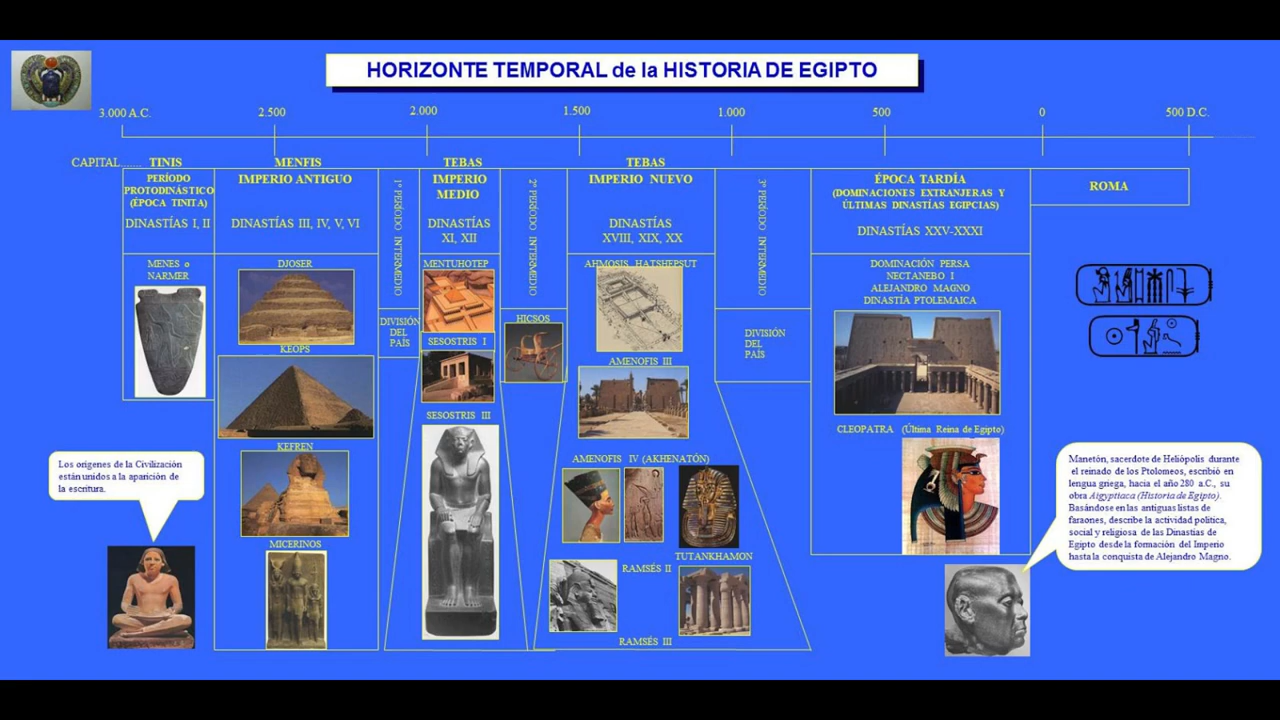 HORIZONTE TEMPORAL de la HISTORIA DE EGIPTO
3.000 A.C.
2.500
2.000
1.500
1.000
500
0
500 D.C.
CAPITAL.......
TINIS
PERÍODO
PROTODINÁSTICO
(ÉPOCA TINITA)
DINASTÍAS I, II
MENES o
NARMER
MENFIS
IMPERIO ANTIGUO
DINASTÍAS III, IV, V, VI
DJOSER
KEOPS
KEFREN
MICERINOS
1º PERÍODO INTERMEDIO
DIVISIÓN
DEL
PAÍS
TEBAS
IMPERIO
MEDIO
DINASTÍAS
XI, XII
MENTUHOTEP
SESOSTRIS I
SESOSTRIS III
2º PERÍODO INTERMEDIO
HICSOS
TEBAS
IMPERIO NUEVO
DINASTÍAS
XVIII, XIX, XX
AHMOSIS HATSHEPSUT
AMENOFIS III
AMENOFIS IV (AKHENATÓN)
TUTANKHAMON
RAMSÉS II
RAMSÉS III
3º PERÍODO INTERMEDIO
DIVISIÓN
DEL
PAÍS
ÉPOCA TARDÍA
(DOMINACIONES EXTRANJERAS Y
ÚLTIMAS DINASTÍAS EGIPCIAS)
DINASTÍAS XXV-XXXI
DOMINACIÓN PERSA
NECTANEBO I
ALEJANDRO MAGNO
DINASTÍA PTOLEMAICA
CLEOPATRA (Última Reina de Egipto)
ROMA
Los orígenes de la Civilización
están unidos a la aparición de
la escritura.
Manetón, sacerdote de Heliópolis durante
el reinado de los Ptolomeos, escribió en
lengua griega, hacia el año 280 a.C., su
obra Aigyptiaca (Historia de Egipto).
Basándose en las antiguas listas de
faraones, describe la actividad política,
social y religiosa de las Dinastías de
Egipto desde la formación del Imperio
hasta la conquista de Alejandro Magno.